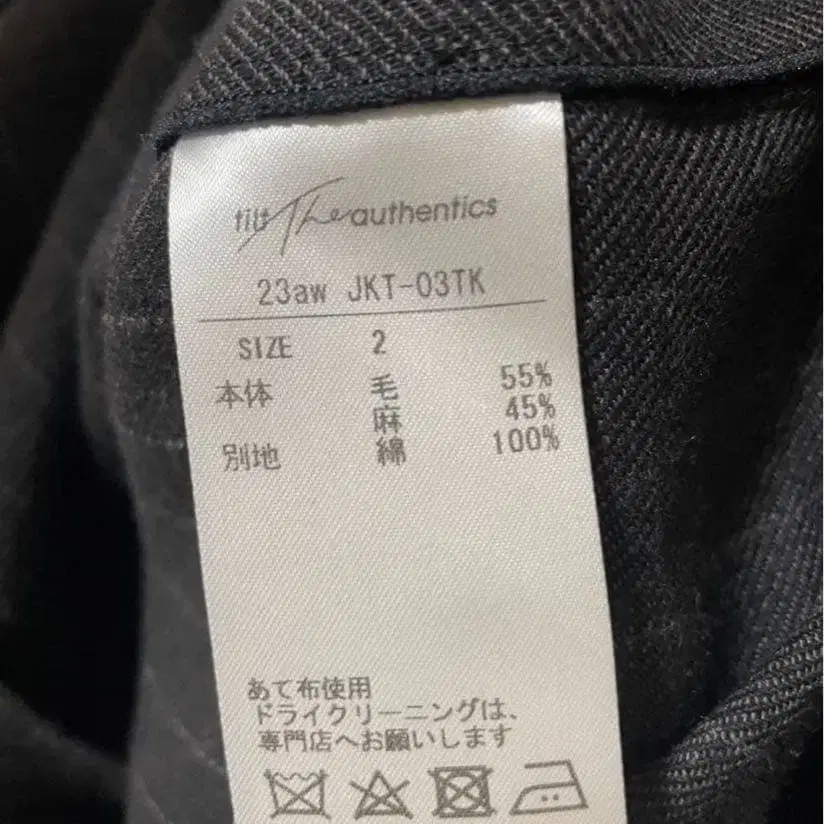 tilt The authentics
23aw JKT-03TK
SIZE 2
本体 毛 55%
麻 45%
別地 綿 100%
あて布使用
ドライクリーニングは、
専門店へお願いします